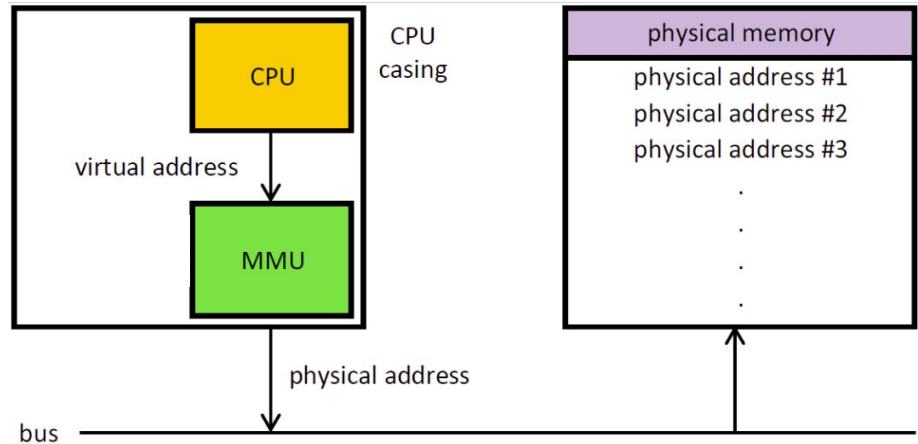 CPU
CPU
casing
virtual address
MMU
physical address
bus
physical memory
physical address #1
physical address #2
physical address #3
.
.
.
.